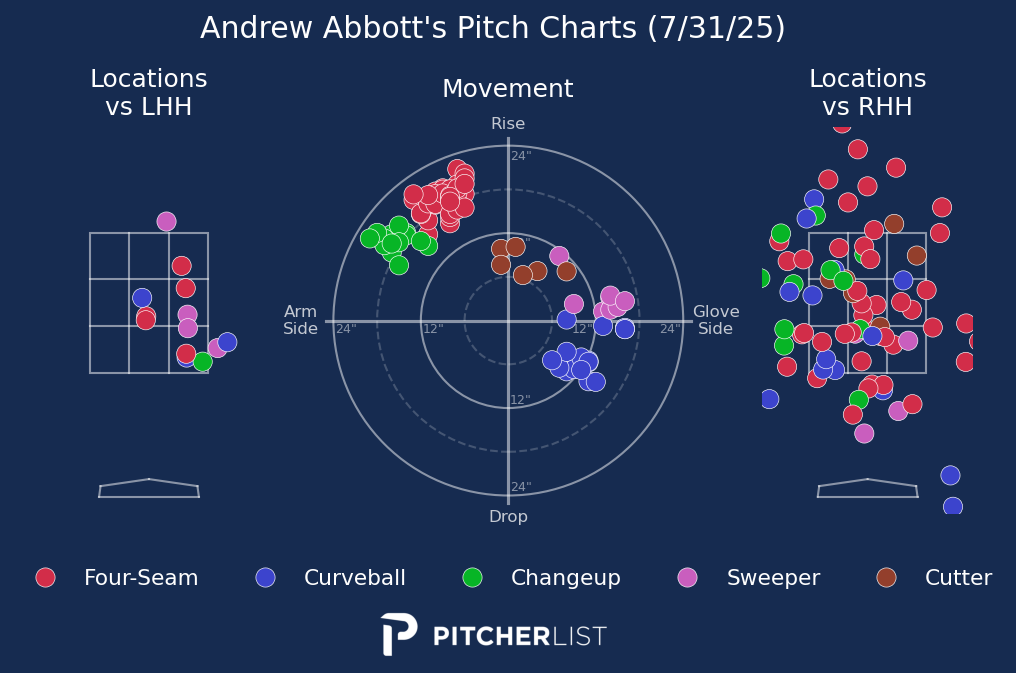 Andrew Abbott's Pitch Charts (7/31/25)
Locations
vs LHH
Movement
Locations
vs RHH
Rise
24"
Arm
Side
24"
12"
12"
24"
Glove
Side
12"
24"
Drop
Four-Seam
Curveball
Changeup
Sweeper
Cutter
PITCHERLIST